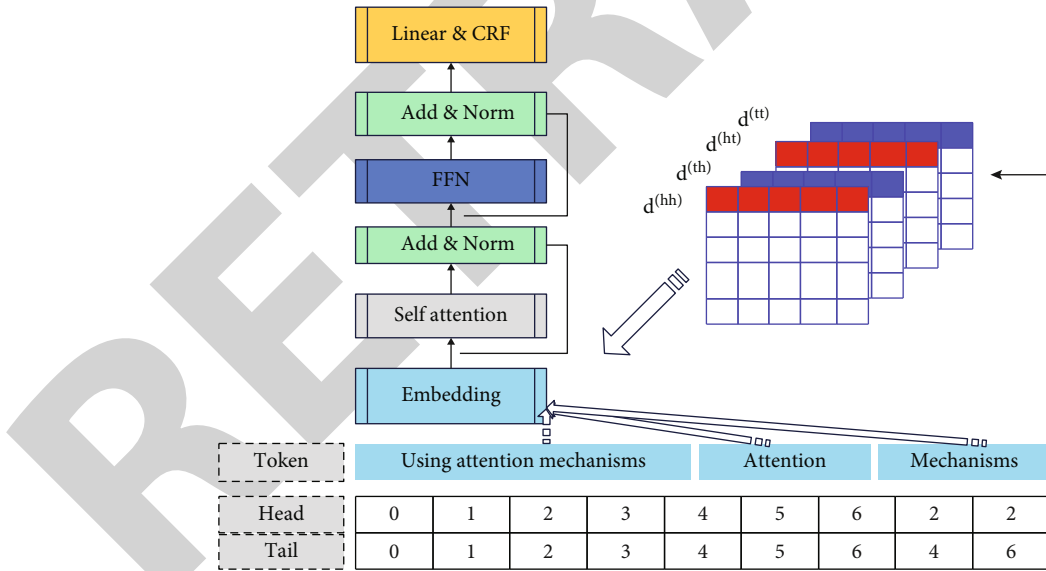 Linear & CRF
Add & Norm
FFN
Add & Norm
Self attention
Embedding
d(tt)
d(ht)
d(th)
d(hh)
Token Using attention mechanisms Attention Mechanisms
Head 0 1 2 3 4 5 6 2 2
Tail 0 1 2 3 4 5 6 4 6
RETRA